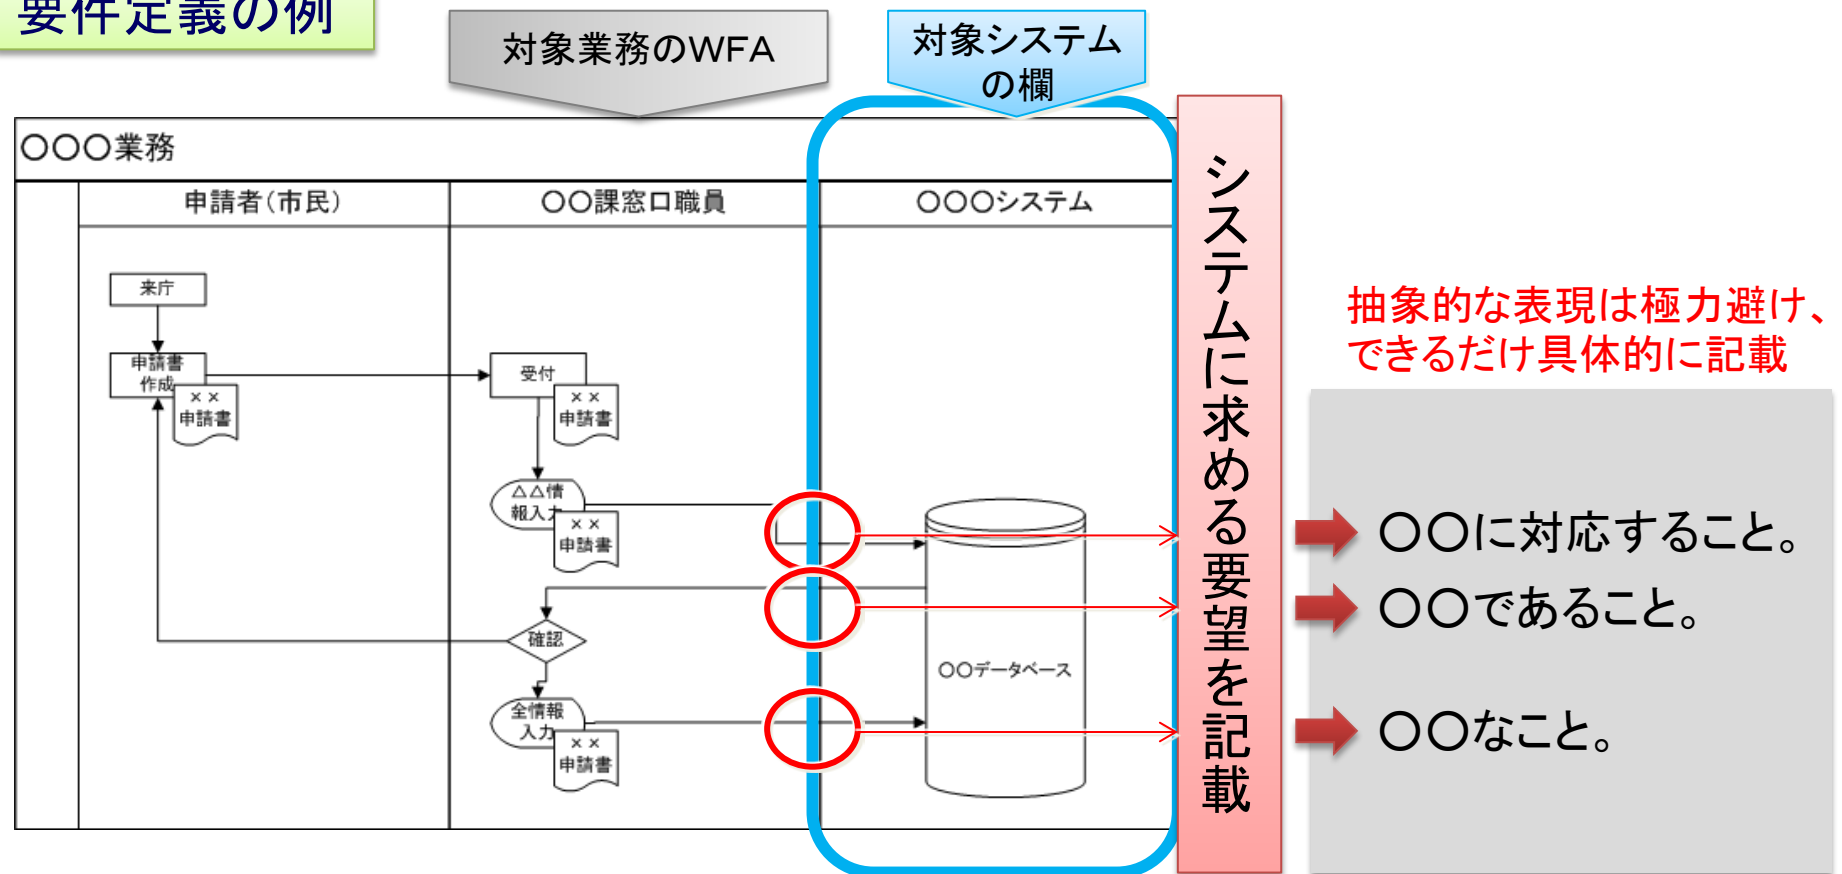 要件定義の例
対象業務のWFA
対象システム
の欄
〇〇〇業務
申請者(市民)
〇〇課窓口職員
〇〇〇システム
来庁
申請書
作成
××
申請書
受付
××
申請書
△△情
報入力
××
申請書
確認
全情報
入力
××
申請書
〇〇データベース
システムに求める要望を記載
抽象的な表現は極力避け、
できるだけ具体的に記載
〇〇に対応すること。
〇〇であること。
〇〇なこと。